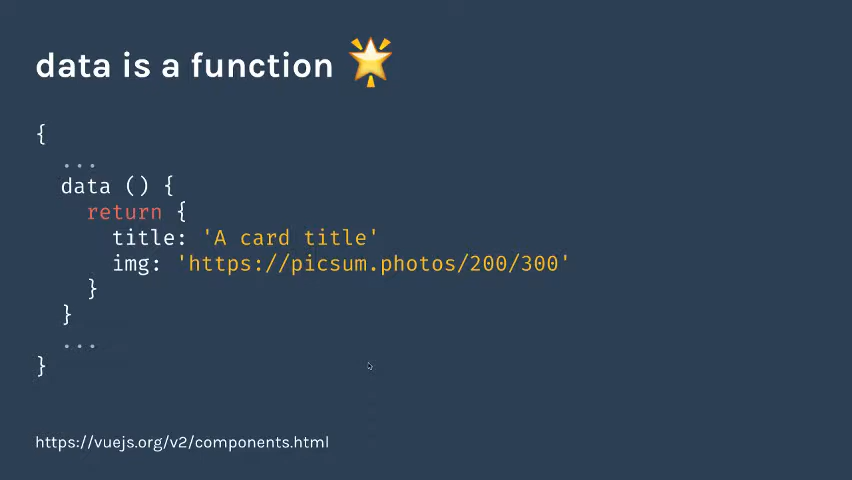 data is a function 🌟
{
  ...
  data () {
    return {
      title: 'A card title'
      img: 'https://picsum.photos/200/300'
    }
  }
  ...
}
https://vuejs.org/v2/components.html